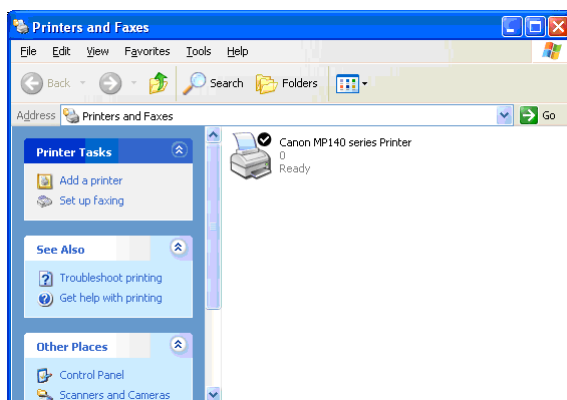 Printers and Faxes
File Edit View Favorites Tools Help
Back Search Folders
Address Printers and Faxes Go
Printer Tasks
Add a printer
Set up faxing
See Also
Troubleshoot printing
Get help with printing
Other Places
Control Panel
Scanners and Cameras
Canon MP140 series Printer
0
Ready